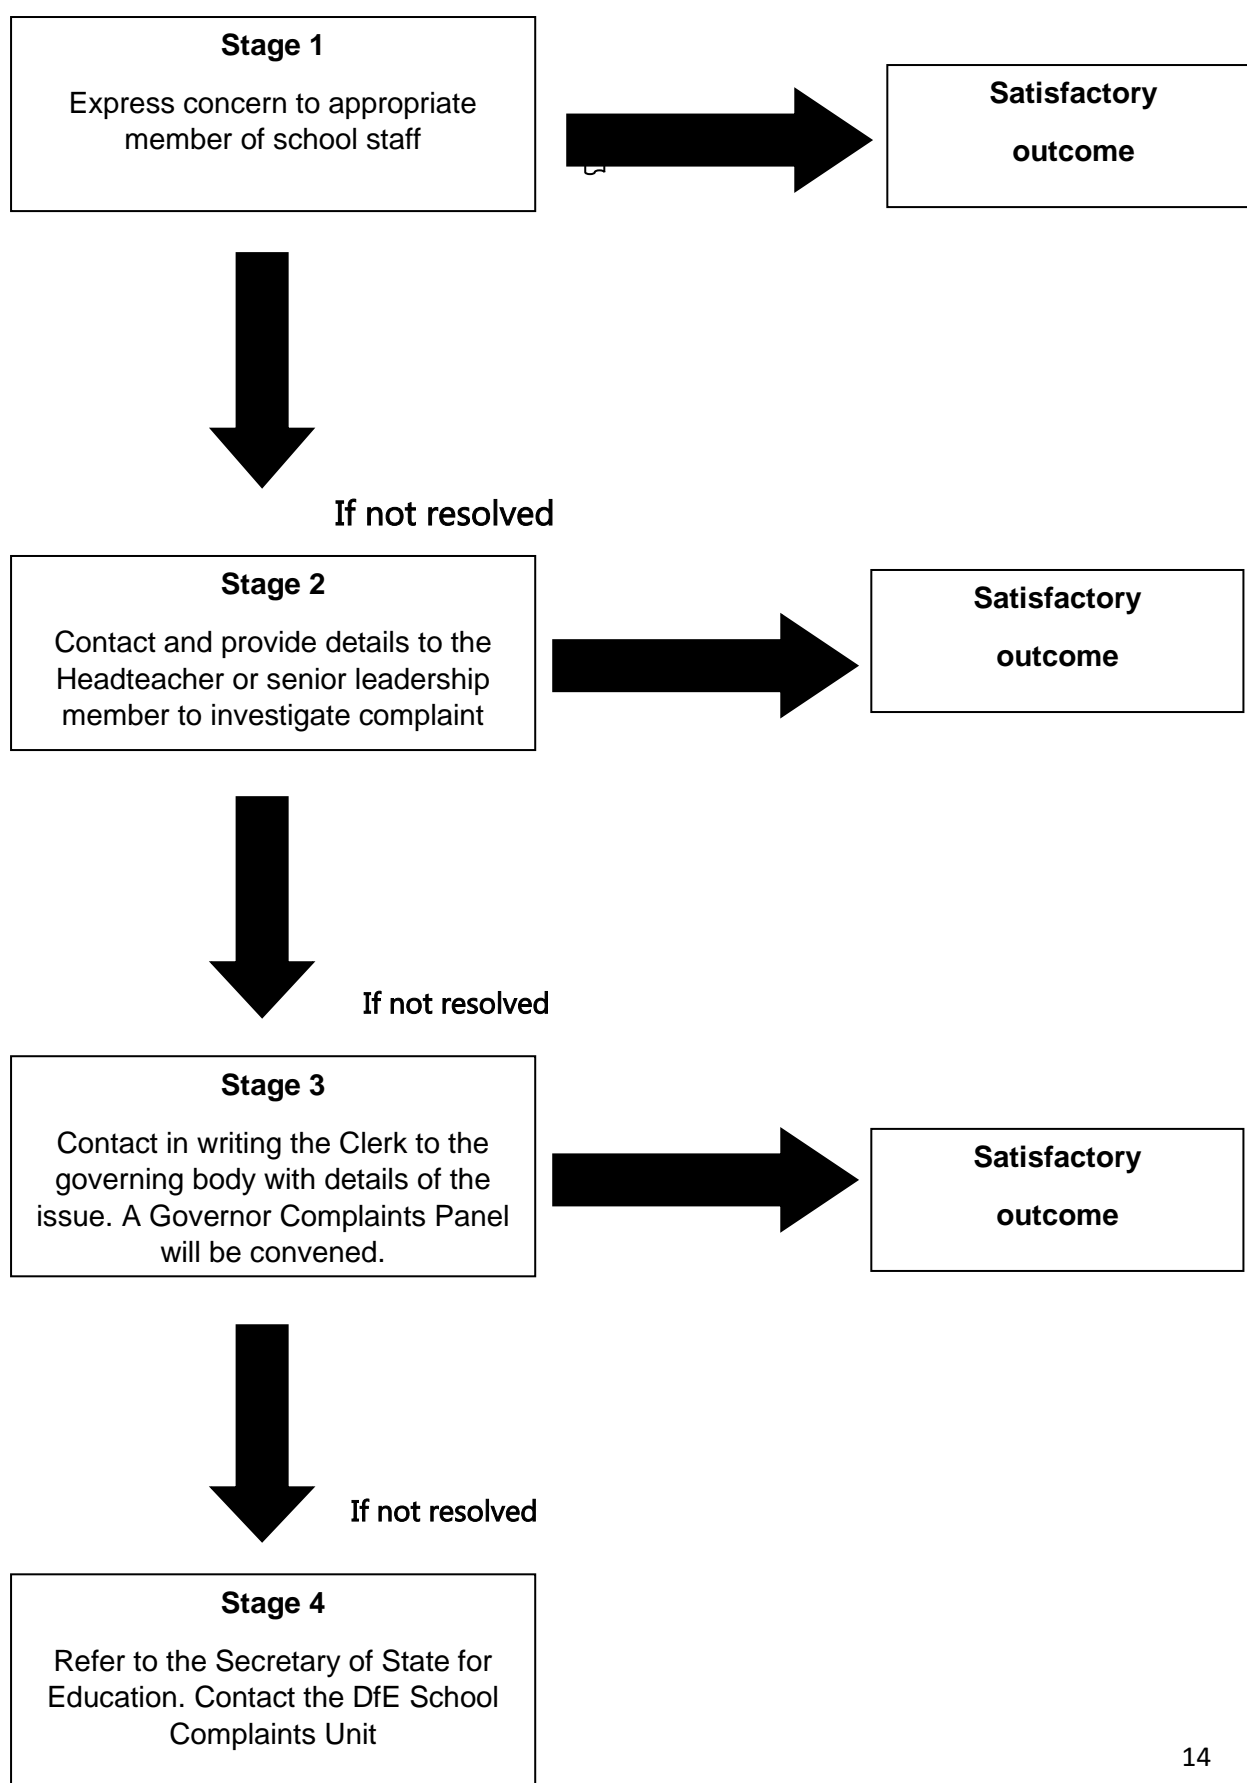 Stage 1
Express concern to appropriate
member of school staff
Satisfactory
outcome
If not resolved
Stage 2
Contact and provide details to the
Headteacher or senior leadership
member to investigate complaint
Satisfactory
outcome
If not resolved
Stage 3
Contact in writing the Clerk to the
governing body with details of the
issue. A Governor Complaints Panel
will be convened.
Satisfactory
outcome
If not resolved
Stage 4
Refer to the Secretary of State for
Education. Contact the DfE School
Complaints Unit
14